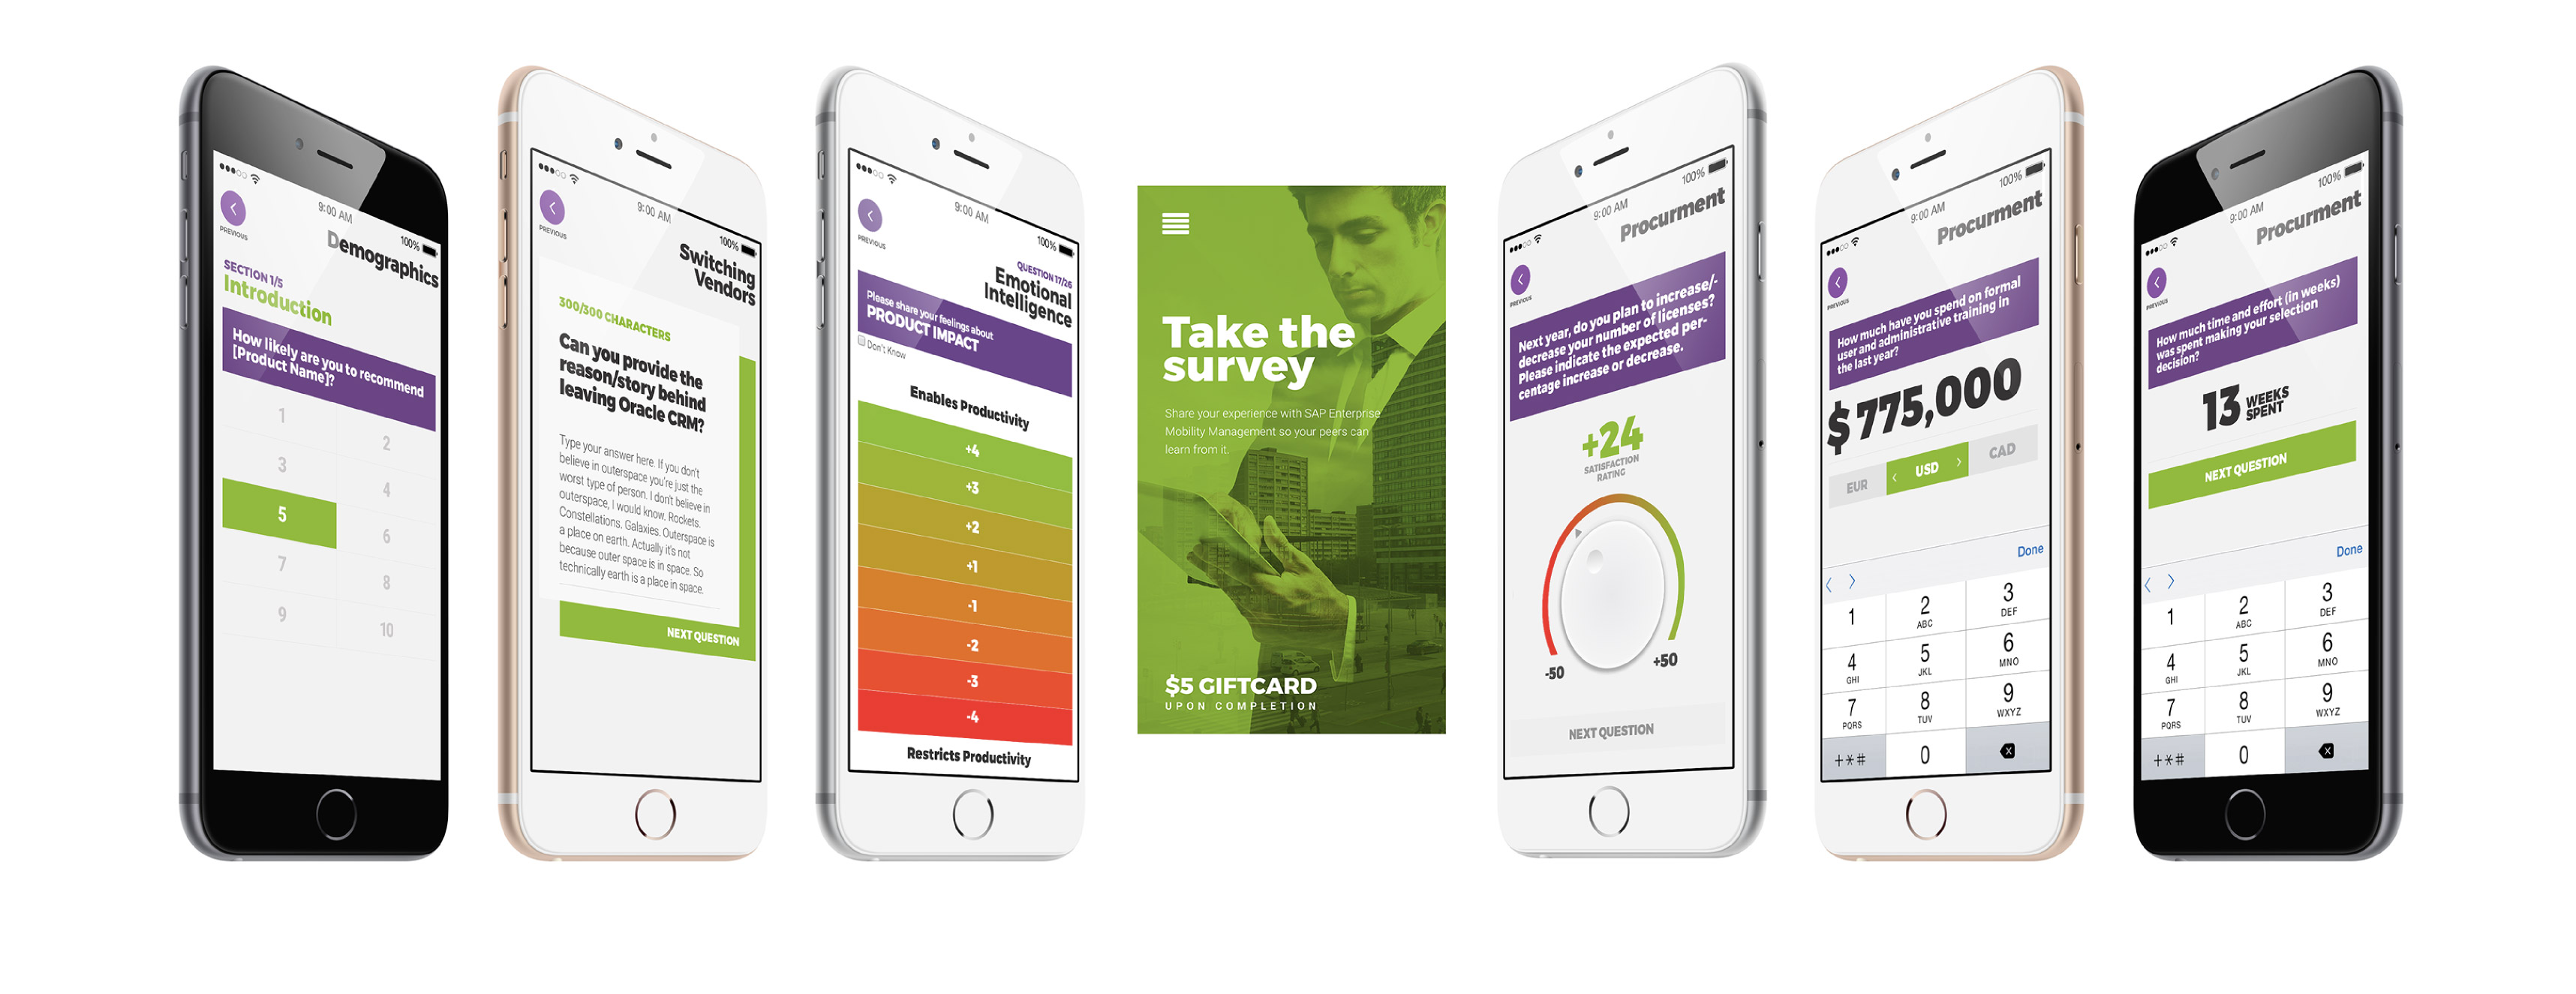 9:00 AM
100%
PREVIOUS
Demographics
SECTION 1/5
Introduction
How likely are you to recommend
[Product Name]?
1
2
3
4
5
6
7
8
9
10
9:00 AM
100%
PREVIOUS
Switching
Vendors
300/500 CHARACTERS
Can you provide the
reason/story behind
leaving Oracle CRM?
Type your answer here. If you don't
believe in outerspace you're just the
worst type of person. I don't believe in
outerspace, I would know. Rockets.
Constellations. Galaxies. Outerspace is
a place on earth. Actually it's not
because outer space is in space. So
technically earth is a place in space.
NEXT QUESTION
9:00 AM
100%
PREVIOUS
QUESTION 17/26
Emotional
Intelligence
Please share your feelings about
PRODUCT IMPACT
Don't Know
Enables Productivity
+4
+3
+2
+1
-1
-2
-3
-4
Restricts Productivity
Take the
survey
Share your experience with SAP Enterprise
Mobility Management so your peers can
learn from it.
$5 GIFTCARD
UPON COMPLETION
9:00 AM
100%
Procurment
PREVIOUS
Next year, do you plan to increase/-
decrease your number of licenses?
Please indicate the expected per-
centage increase or decrease.
+24
SATISFACTION
RATING
-50
+50
NEXT QUESTION
9:00 AM
100%
Procurment
PREVIOUS
How much have you spend on formal
user and administrative training in
the last year?
$775,000
EUR
USD
CAD
Done
1
2
ABC
3
DEF
4
GHI
5
JKL
6
MNO
7
PQRS
8
TUV
9
WXYZ
+*#
0
9:00 AM
100%
Procurment
PREVIOUS
How much time and effort (in weeks)
was spent making your selection
decision?
13 WEEKS
SPENT
NEXT QUESTION
Done
1
2
ABC
3
DEF
4
GHI
5
JKL
6
MNO
7
PQRS
8
TUV
9
WXYZ
+*#
0